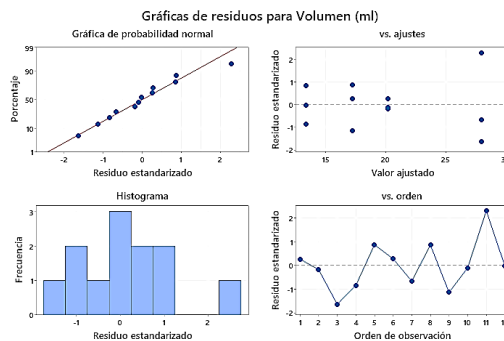 Gráficas de residuos para Volumen (ml)
Gráfica de probabilidad normal
99
90
50
10
1
Porcentaje
-2
-1
0
1
2
Residuo estandarizado
vs. ajustes
2
1
0
-1
-2
Residuo estandarizado
15
20
25
Valor ajustado
Histograma
3
2
1
0
Frecuencia
-1
0
1
2
Residuo estandarizado
vs. orden
2
1
0
-1
-2
Residuo estandarizado
1 2 3 4 5 6 7 8 9 10 11
Orden de observación